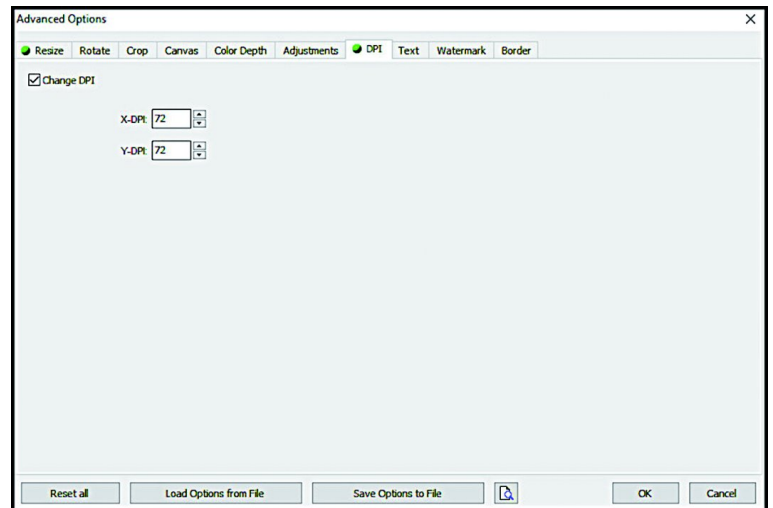 Advanced Options
Resize Rotate Crop Canvas Color Depth Adjustments DPI Text Watermark Border
Change DPI
X-DPI: 72
Y-DPI: 72
Reset all Load Options from File Save Options to File OK Cancel